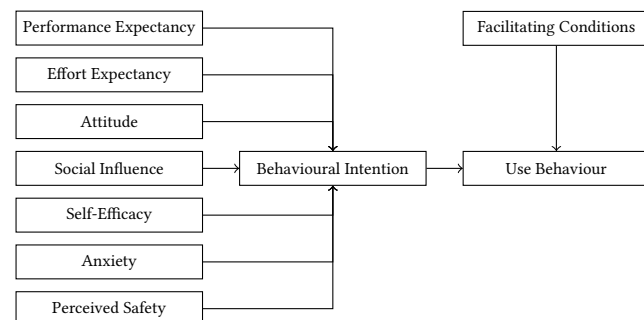 Performance Expectancy
Facilitating Conditions
Effort Expectancy
Attitude
Social Influence
Behavioural Intention
Use Behaviour
Self-Efficacy
Anxiety
Perceived Safety